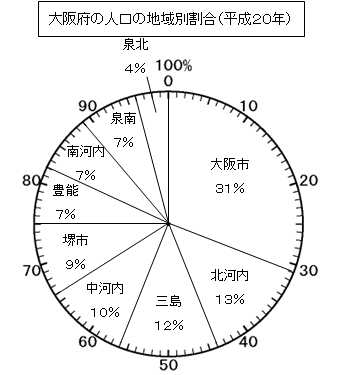 大阪府の人口の地域別割合(平成20年)
100%
0
10
20
30
40
50
60
70
80
90
大阪市
31%
北河内
13%
三島
12%
中河内
10%
堺市
9%
豊能
7%
南河内
7%
泉南
7%
泉北
4%